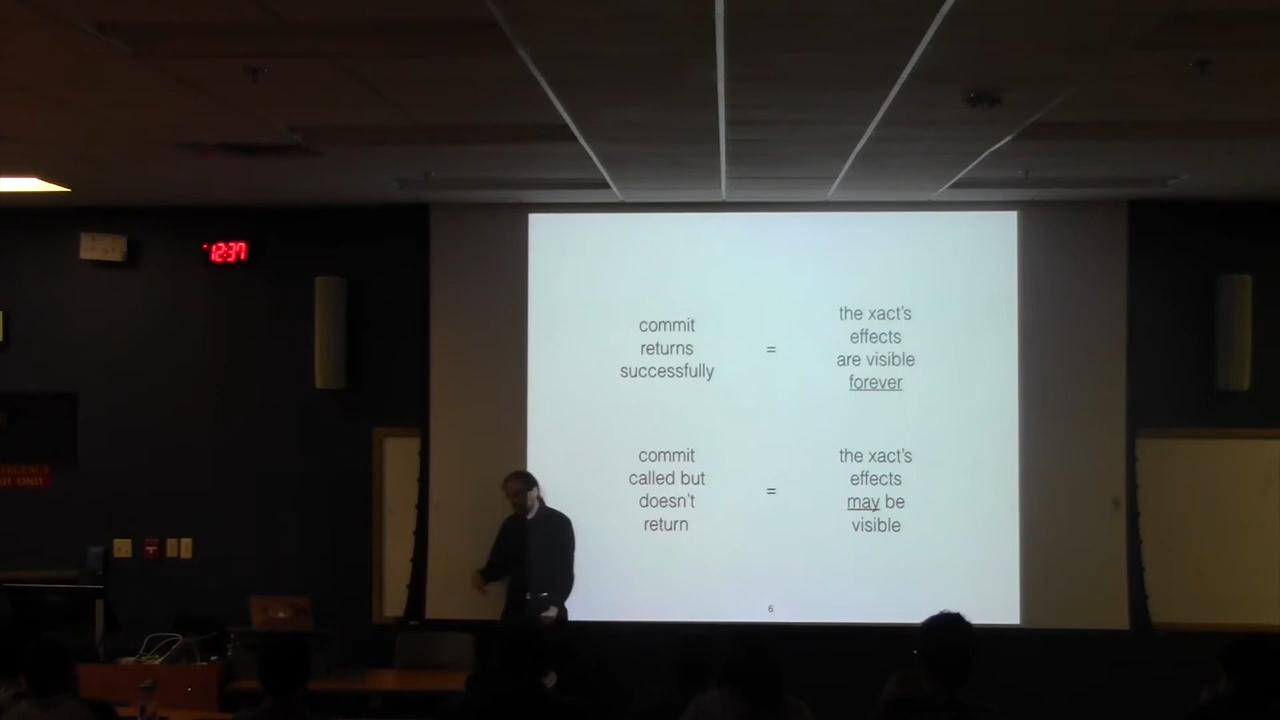 12:37
commit
returns
successfully
=
the xact's
effects
are visible
forever
commit
called but
doesn't
return
=
the xact's
effects
may be
visible
6